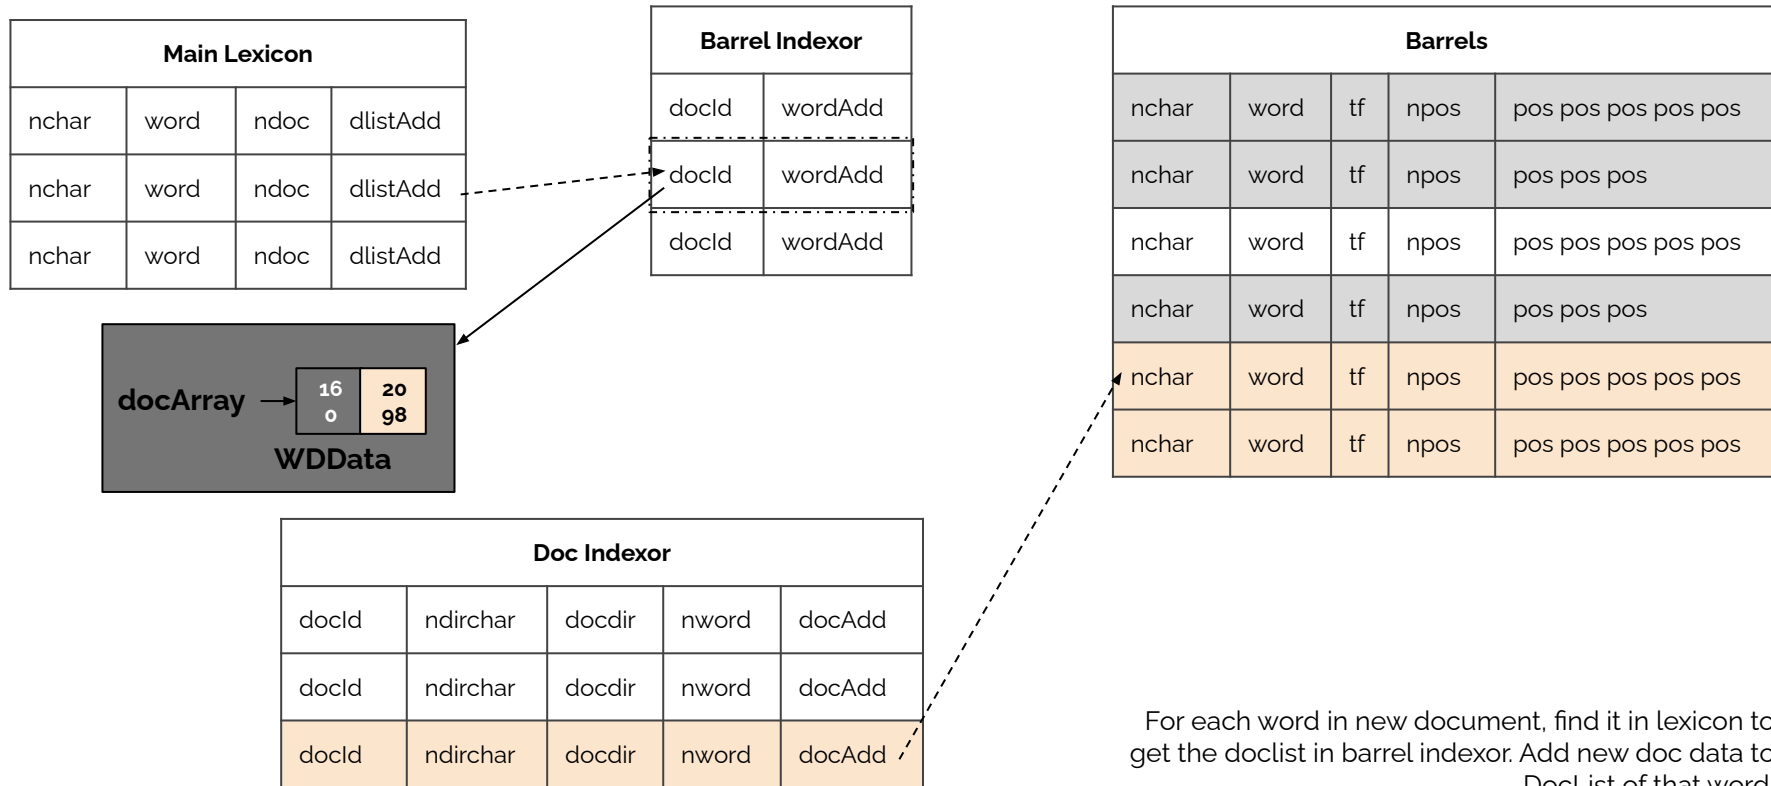 Main Lexicon
nchar word ndoc dlistAdd
nchar word ndoc dlistAdd
nchar word ndoc dlistAdd
Barrel Indexor
docId wordAdd
docId wordAdd
docId wordAdd
Barrels
nchar word tf npos pos pos pos pos pos
nchar word tf npos pos pos pos
nchar word tf npos pos pos pos pos pos
nchar word tf npos pos pos pos
nchar word tf npos pos pos pos pos pos
nchar word tf npos pos pos pos pos pos
docArray
16 20
0 98
WDData
Doc Indexor
docId ndirchar docdir nword docAdd
docId ndirchar docdir nword docAdd
docId ndirchar docdir nword docAdd
For each word in new document, find it in lexicon to
get the doclist in barrel indexor. Add new doc data to
DocList of that word